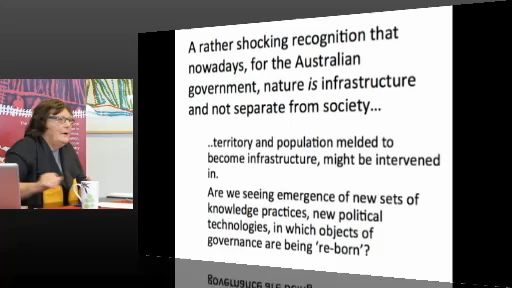 A rather shocking recognition that
nowadays, for the Australian
government, nature is infrastructure
and not separate from society...
..territory and population melded to
become infrastructure, might be intervened
in.
Are we seeing emergence of new sets of
knowledge practices, new political
technologies, in which objects of
governance are being 're-born'?